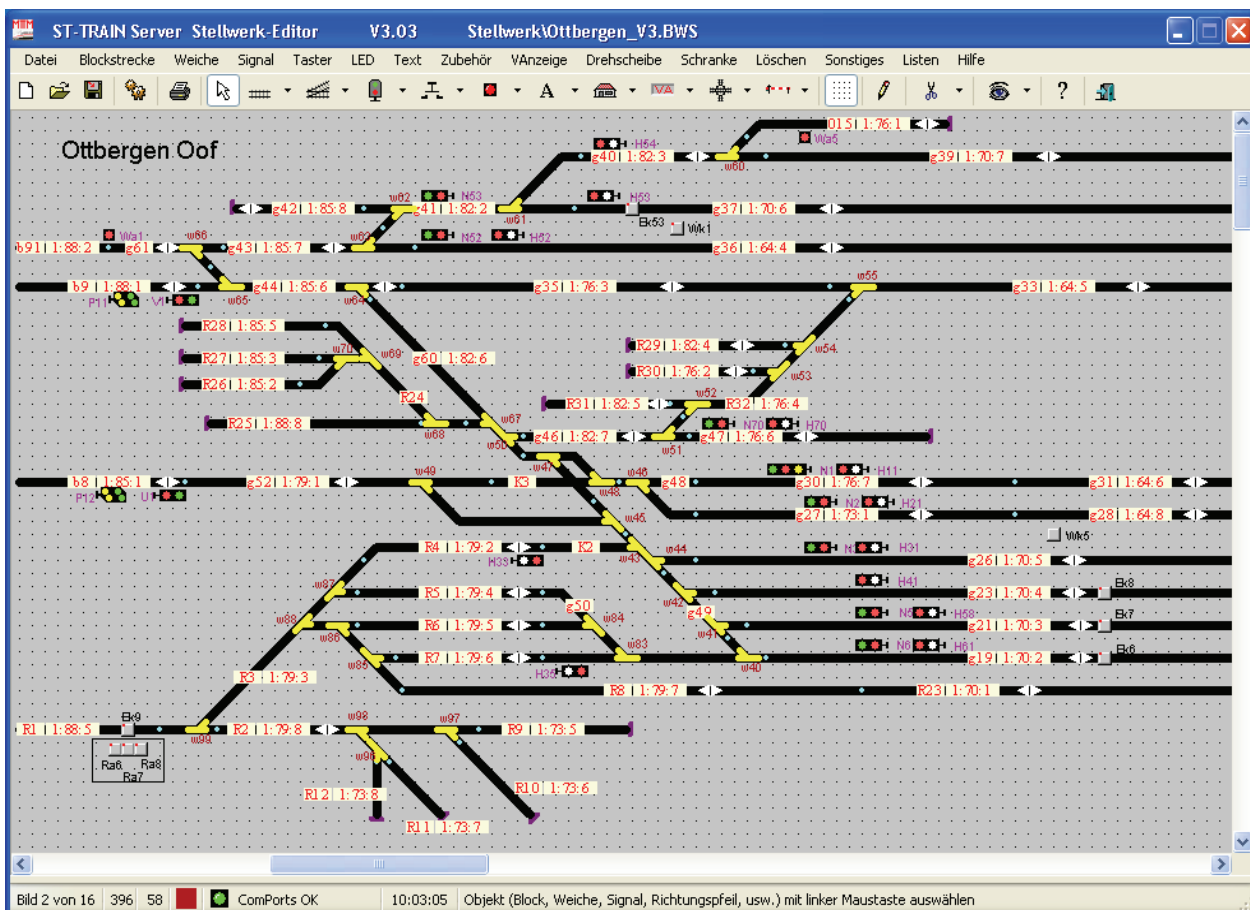 ST-TRAIN Server Stellwerk-Editor V3.03 Stellwerk\Ottbergen_V3.BWS
Datei Blockstrecke Weiche Signal Taster LED Text Zubehör VAnzeige Drehscheibe Schranke Löschen Sonstiges Listen Hilfe
Ottbergen Oof
O15 | 1:76:1
H54 Wa5
g40 | 1:82:3 w60 g39 | 1:70:7
w62 N53 H53
g42 | 1:85:8 g41 | 1:82:2 w61 Ek53 g37 | 1:70:6
Wk1
Wa1 w66 w63 N52 H52
b91 | 1:88:2 g61 g43 | 1:85:7 g36 | 1:64:4
w55
b9 | 1:88:1 w65 g44 | 1:85:6 w64 g35 | 1:76:3 g33 | 1:64:5
P11 V1
R28 | 1:85:5
w70 w69 g60 | 1:82:6 R29 | 1:82:4 w54
R27 | 1:85:3
R30 | 1:76:2 w53
R26 | 1:85:2
R24 w52
R31 | 1:82:5 R32 | 1:76:4
R25 | 1:88:8 w68 w67 N70 H70
w50 g46 | 1:82:7 w51 g47 | 1:76:6
w49 w47 w46 N1 H11
b8 | 1:85:1 g52 | 1:79:1 K3 w48 g48 g30 | 1:76:7 g31 | 1:64:6
P12 U1 N2 H21
w45 g27 | 1:73:1 g28 | 1:64:8
Wk5
R4 | 1:79:2 K2 w43 w44 H31
H33 g26 | 1:70:5
w87 H41 Ek8
R5 | 1:79:4 w42 g23 | 1:70:4
g50 g49 N5 H58 Ek7
w88 w86 R6 | 1:79:5 w84 w41 g21 | 1:70:3
w83 N6 H61 Ek6
w85 R7 | 1:79:6 w40 g19 | 1:70:2
R3 | 1:79:3 H35
R8 | 1:79:7 R23 | 1:70:1
Ek9 w98 w97
R1 | 1:88:5 w99 R2 | 1:79:8 R9 | 1:73:5
Ra6 Ra7 Ra8 w96
R12 | 1:73:8 R10 | 1:73:6
R11 | 1:73:7
Bild 2 von 16 396 58 ComPorts OK 10:03:05 Objekt (Block, Weiche, Signal, Richtungspfeil, usw.) mit linker Maustaste auswählen